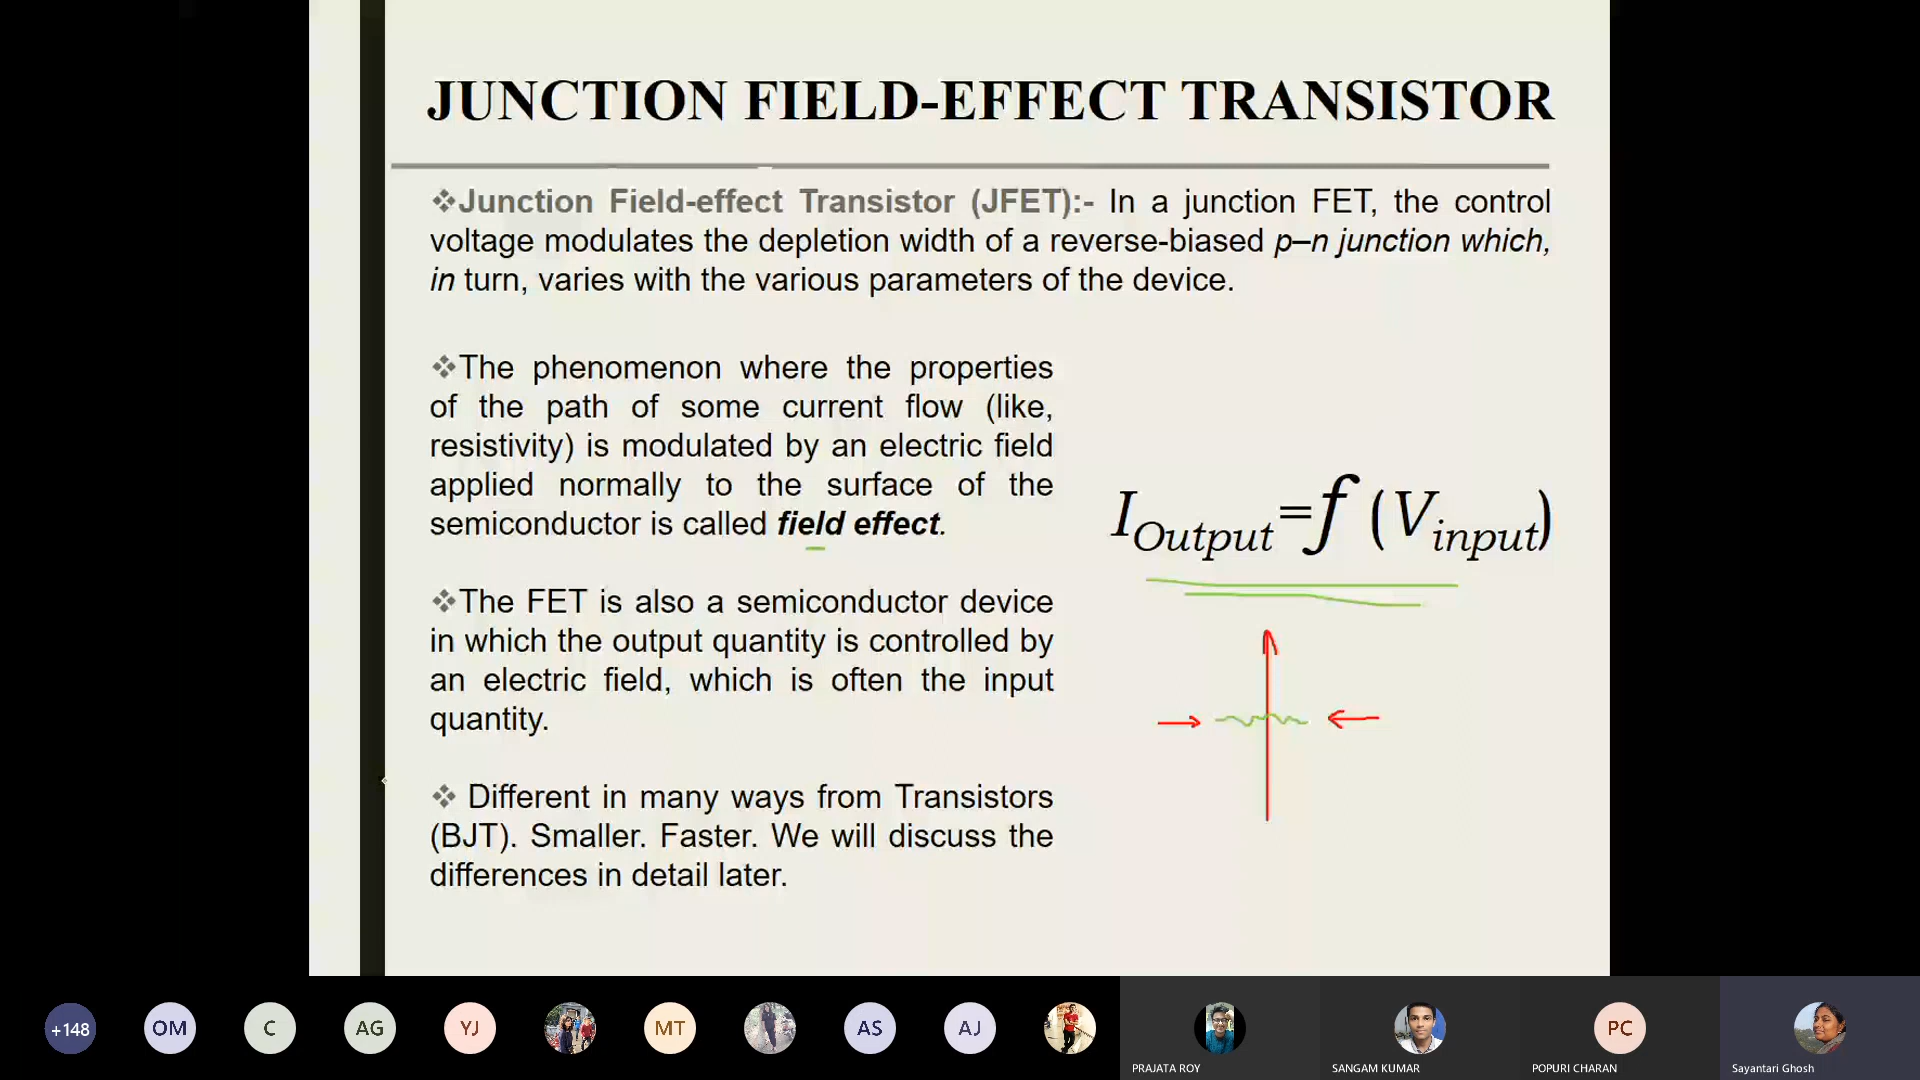 JUNCTION FIELD-EFFECT TRANSISTOR
❖Junction Field-effect Transistor (JFET):- In a junction FET, the control
voltage modulates the depletion width of a reverse-biased p–n junction which,
in turn, varies with the various parameters of the device.
❖The phenomenon where the properties
of the path of some current flow (like,
resistivity) is modulated by an electric field
applied normally to the surface of the
semiconductor is called field effect.
I_Output=f (V_input)
❖The FET is also a semiconductor device
in which the output quantity is controlled by
an electric field, which is often the input
quantity.
❖ Different in many ways from Transistors
(BJT). Smaller. Faster. We will discuss the
differences in detail later.
+148 OM C AG YJ MT AS AJ PC
PRAJATA ROY SANGAM KUMAR POPURI CHARAN Sayantari Ghosh